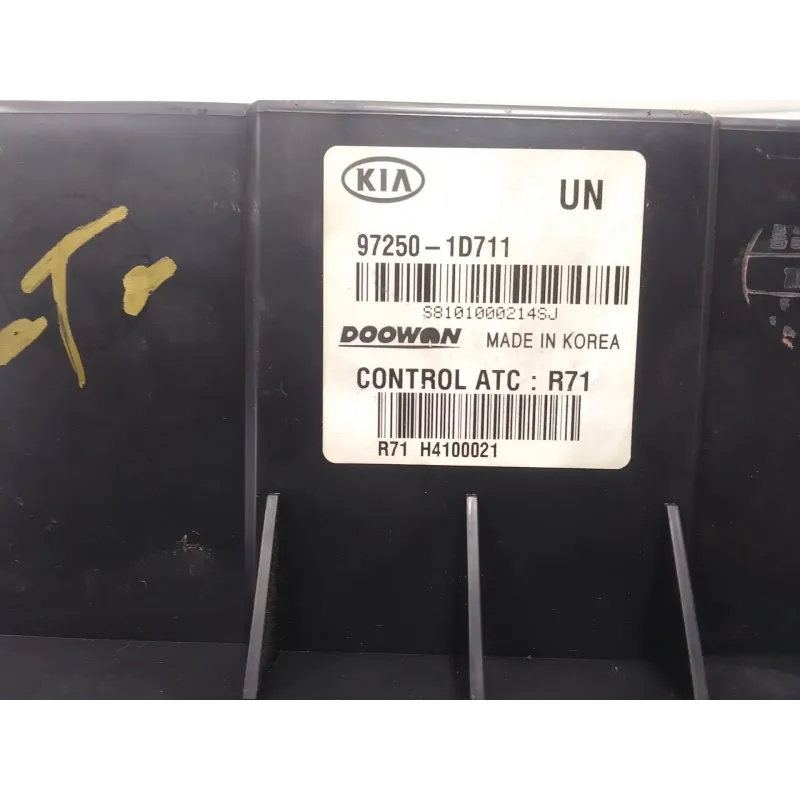 KIA
UN
97250-1D711
S8101000214SJ
DOOWON MADE IN KOREA
CONTROL ATC : R71
R71 H4100021